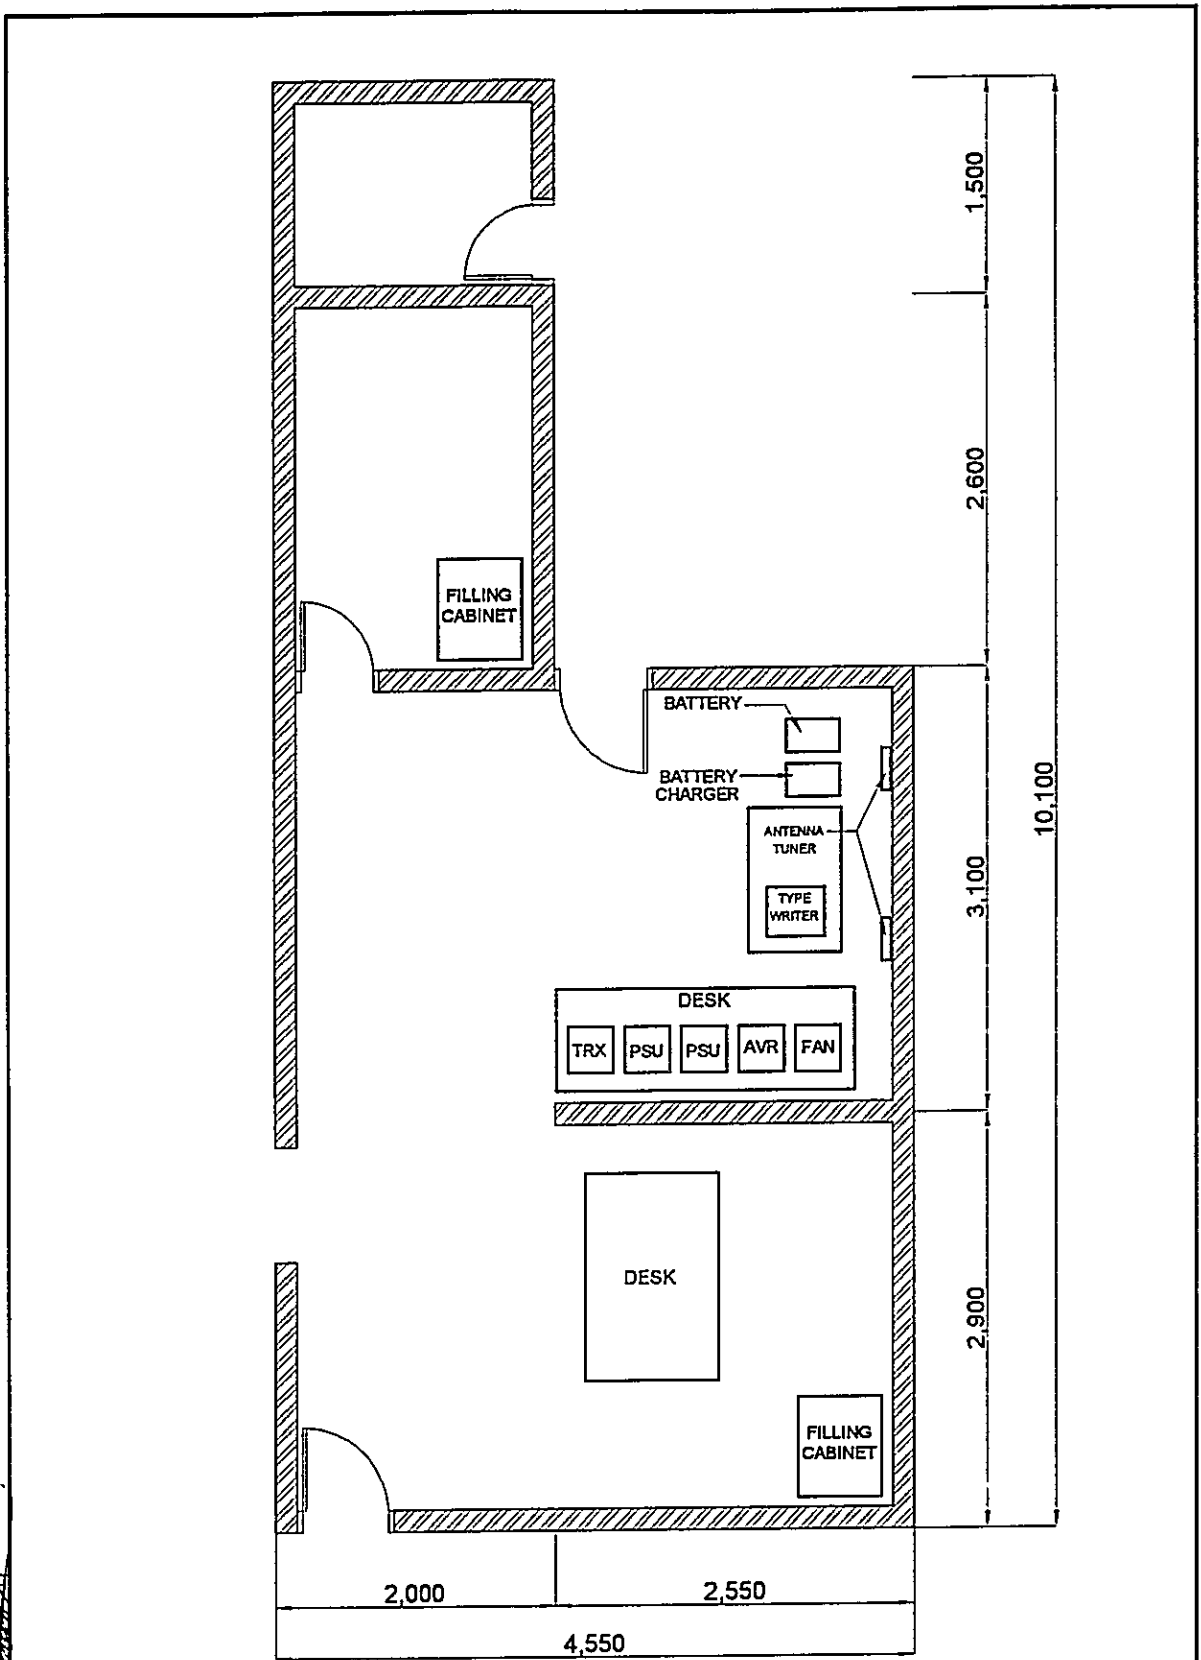 1,500
2,600
FILLING
CABINET
BATTERY
BATTERY
CHARGER
10,100
ANTENNA
TUNER
3,100
TYPE
WRITER
DESK
TRX
PSU
PSU
AVR
FAN
DESK
2,900
FILLING
CABINET
2,000
2,550
4,550